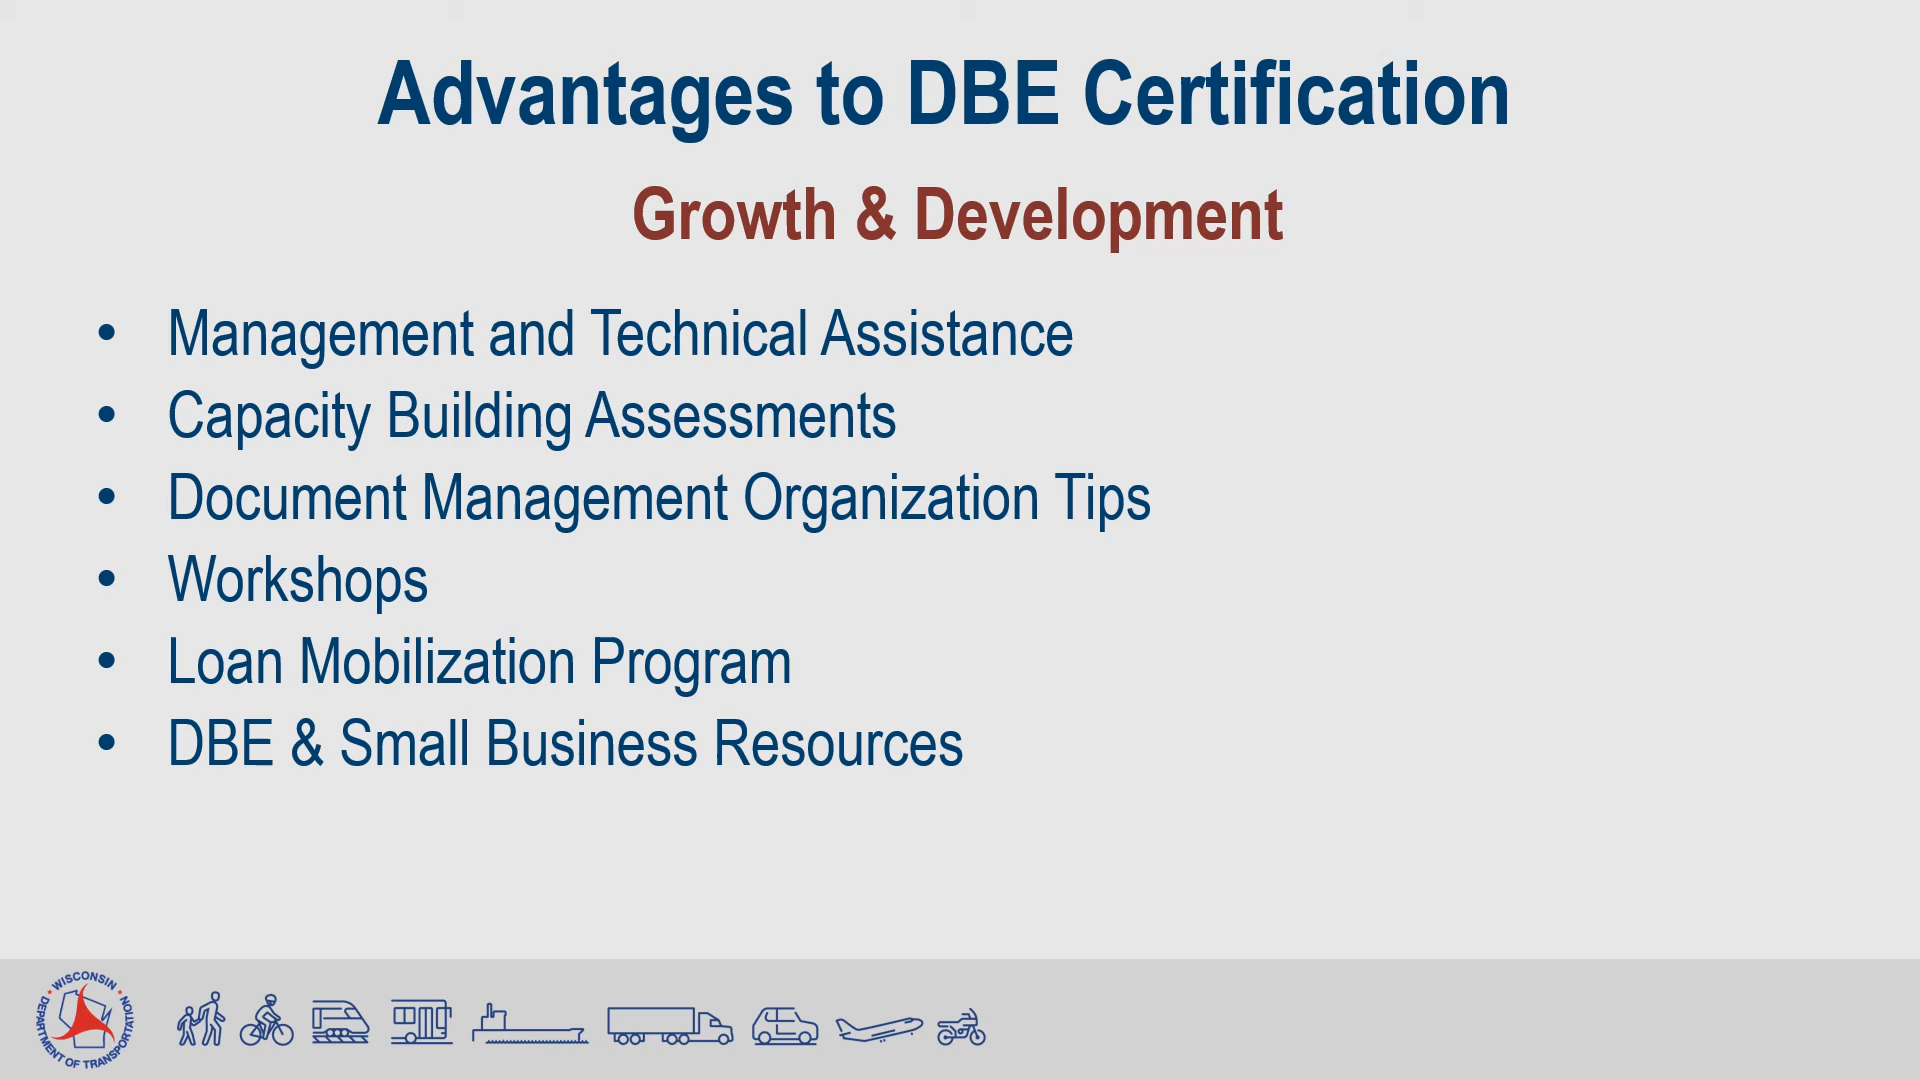 Advantages to DBE Certification
Growth & Development
• Management and Technical Assistance
• Capacity Building Assessments
• Document Management Organization Tips
• Workshops
• Loan Mobilization Program
• DBE & Small Business Resources
WISCONSIN
DEPARTMENT OF TRANSPORTATION